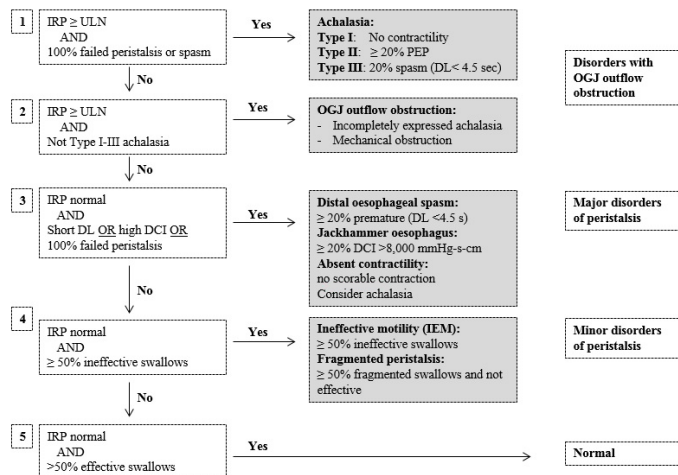 1
IRP ≥ ULN
AND
100% failed peristalsis or spasm
Yes
Achalasia:
Type I: No contractility
Type II: ≥ 20% PEP
Type III: 20% spasm (DL< 4.5 sec)
Disorders with
OGJ outflow
obstruction
No
2
IRP ≥ ULN
AND
Not Type I-III achalasia
Yes
OGJ outflow obstruction:
- Incompletely expressed achalasia
- Mechanical obstruction
No
3
IRP normal
AND
Short DL OR high DCI OR
100% failed peristalsis
Yes
Distal oesophageal spasm:
≥ 20% premature (DL <4.5 s)
Jackhammer oesophagus:
≥ 20% DCI >8,000 mmHg-s-cm
Absent contractility:
no scorable contraction
Consider achalasia
Major disorders
of peristalsis
No
4
IRP normal
AND
≥ 50% ineffective swallows
Yes
Ineffective motility (IEM):
≥ 50% ineffective swallows
Fragmented peristalsis:
≥ 50% fragmented swallows and not
effective
Minor disorders
of peristalsis
No
5
IRP normal
AND
>50% effective swallows
Yes
Normal